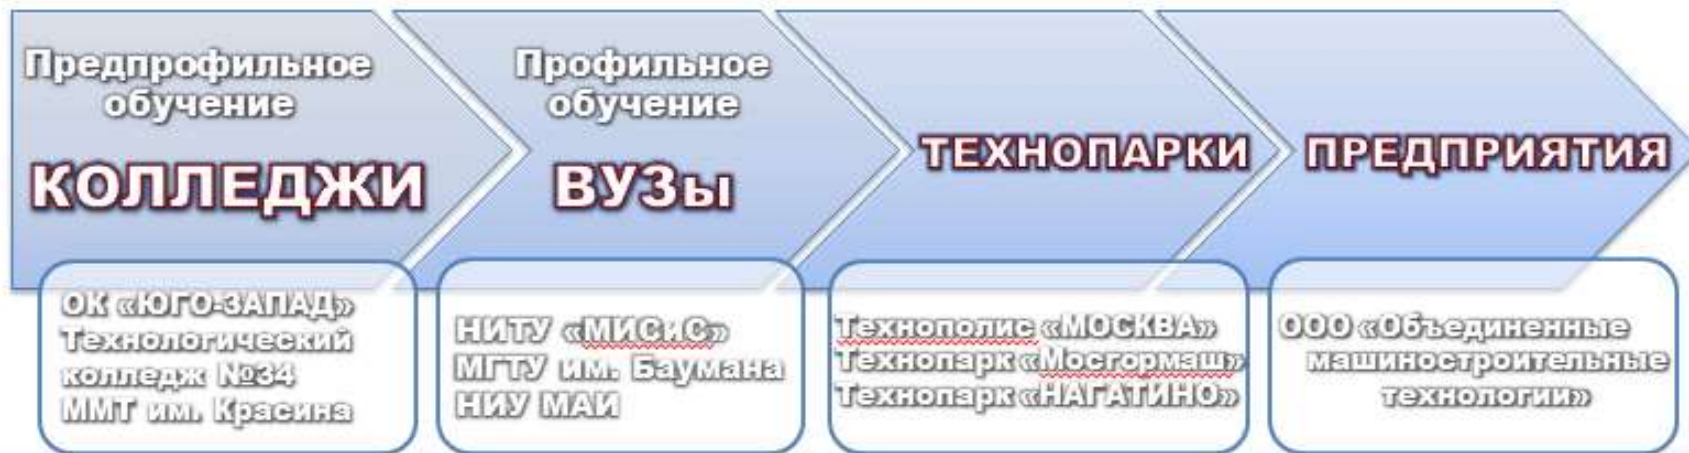 Предпрофильное
обучение
КОЛЛЕДЖИ
Профильное
обучение
ВУЗы
ТЕХНОПАРКИ
ПРЕДПРИЯТИЯ
ОК «ЮГО-ЗАПАД»
Технологический
колледж №34
ММТ им. Красина
НИТУ «МИСиС»
МГТУ им. Баумана
НИУ МАИ
Технополис «МОСКВА»
Технопарк «Мосгормаш»
Технопарк «НАГАТИНО»
ООО «Объединенные
машиностроительные
технологии»